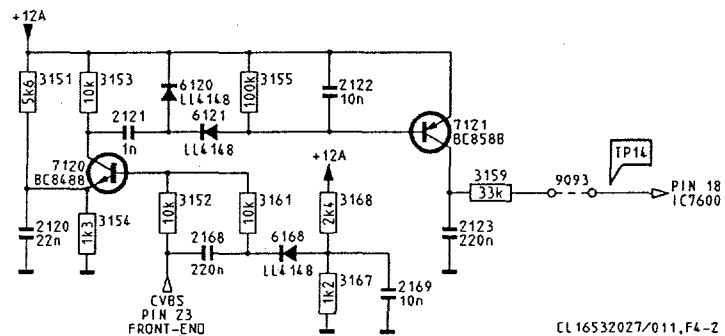 +12A
5k6
3151
10k
3153
6120
LL4148
6121
LL4148
100k
3155
2122
10n
2121
1n
7121
BC858B
7120
BC848B
+12A
TP14
3159
33k
9093
PIN 18
IC7600
10k
3152
10k
3161
2k4
3168
2120
22n
1k3
3154
2168
220n
6168
LL4148
1k2
3167
2169
10n
2123
220n
CVBS
PIN 23
FRONT-END
CL16532027/011,F4-2